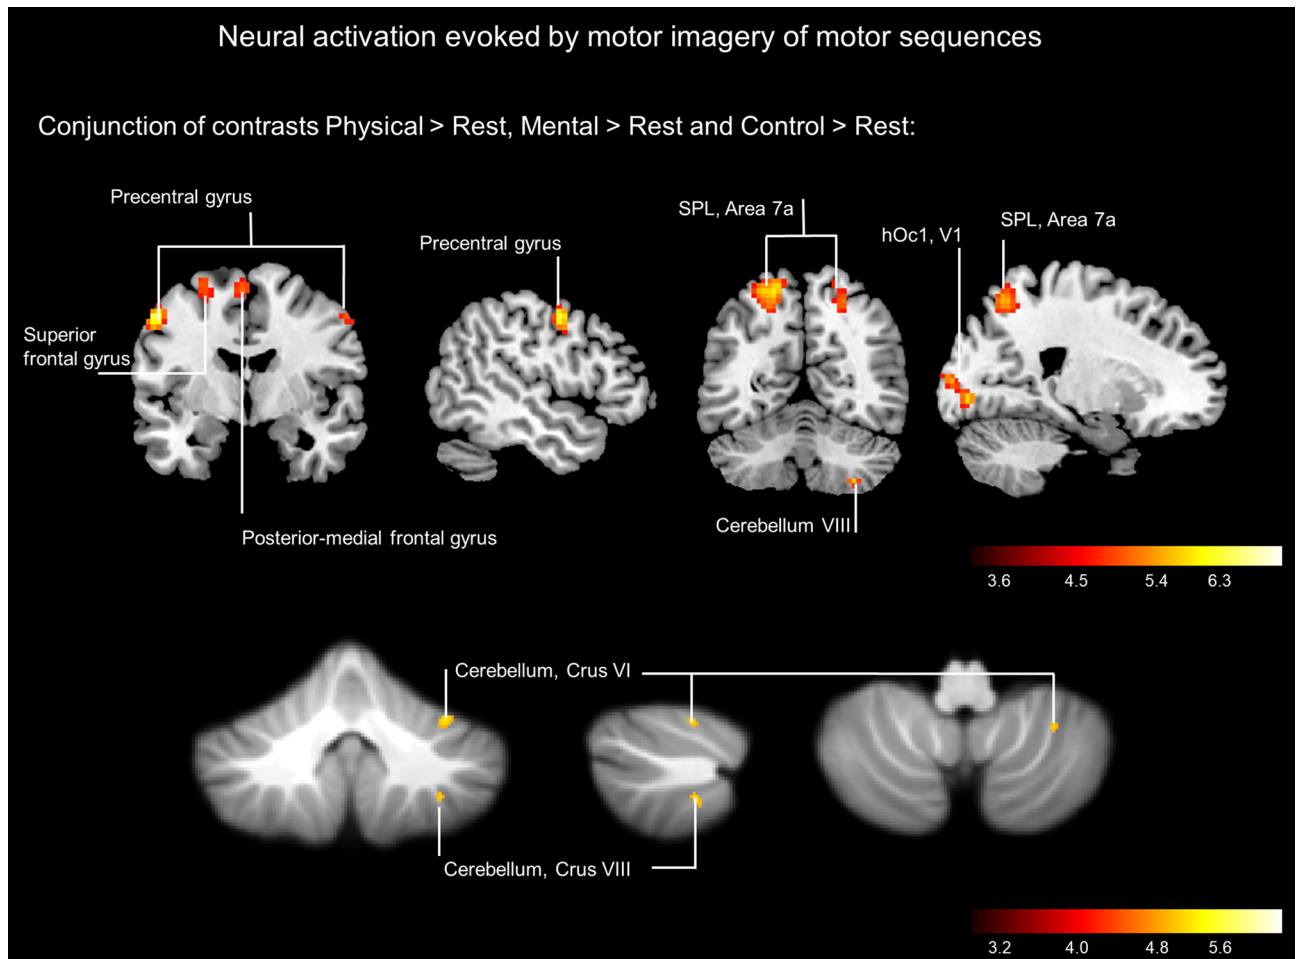 Neural activation evoked by motor imagery of motor sequences
Conjunction of contrasts Physical > Rest, Mental > Rest and Control > Rest:
Precentral gyrus
Precentral gyrus
SPL, Area 7a
hOc1, V1
SPL, Area 7a
Superior
frontal gyrus
Posterior-medial frontal gyrus
Cerebellum VIII
3.6 4.5 5.4 6.3
Cerebellum, Crus VI
Cerebellum, Crus VIII
3.2 4.0 4.8 5.6